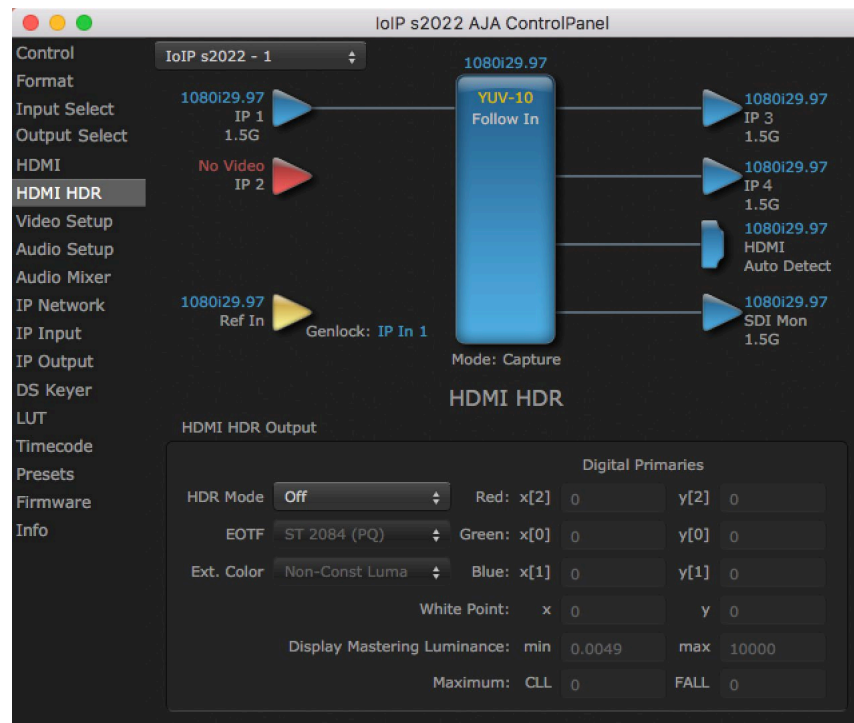 IoIP s2022 AJA ControlPanel
Control
Format
Input Select
Output Select
HDMI
HDMI HDR
Video Setup
Audio Setup
Audio Mixer
IP Network
IP Input
IP Output
DS Keyer
LUT
Timecode
Presets
Firmware
Info
IoIP s2022 - 1
1080i29.97
1080i29.97
IP 1
1.5G
No Video
IP 2
1080i29.97
Ref In
Genlock: IP In 1
YUV-10
Follow In
Mode: Capture
1080i29.97
IP 3
1.5G
1080i29.97
IP 4
1.5G
1080i29.97
HDMI
Auto Detect
1080i29.97
SDI Mon
1.5G
HDMI HDR
HDMI HDR Output
Digital Primaries
HDR Mode Off Red: x[2] 0 y[2] 0
EOTF ST 2084 (PQ) Green: x[0] 0 y[0] 0
Ext. Color Non-Const Luma Blue: x[1] 0 y[1] 0
White Point: x 0 y 0
Display Mastering Luminance: min 0.0049 max 10000
Maximum: CLL 0 FALL 0